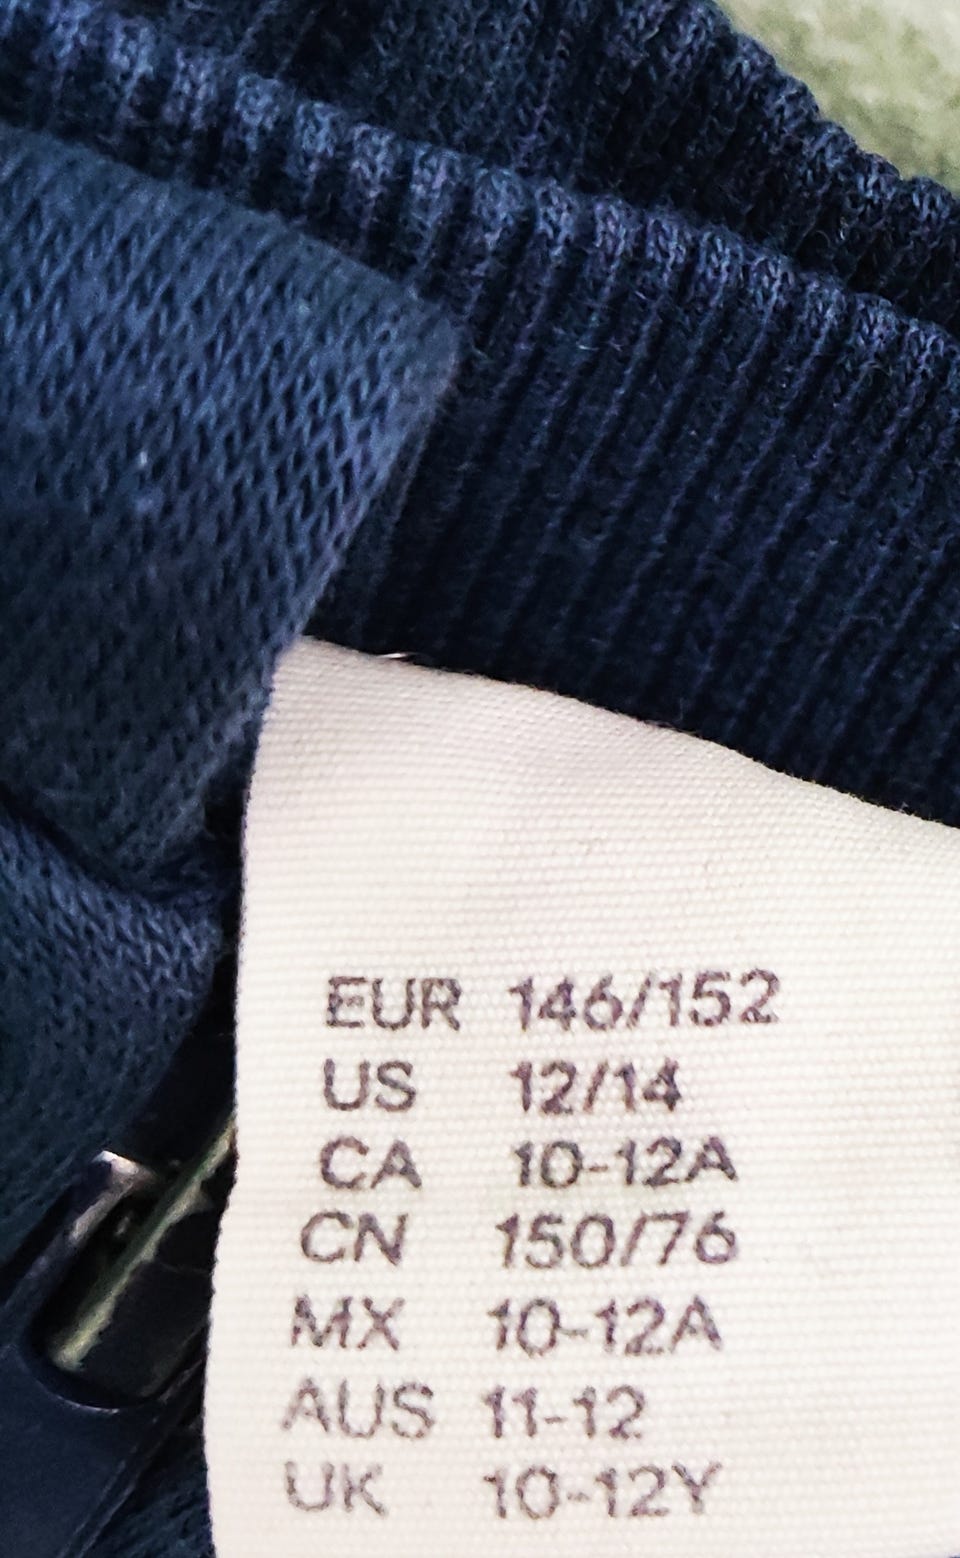 EUR 146/152
US 12/14
CA 10-12A
CN 150/76
MX 10-12A
AUS 11-12
UK 10-12Y